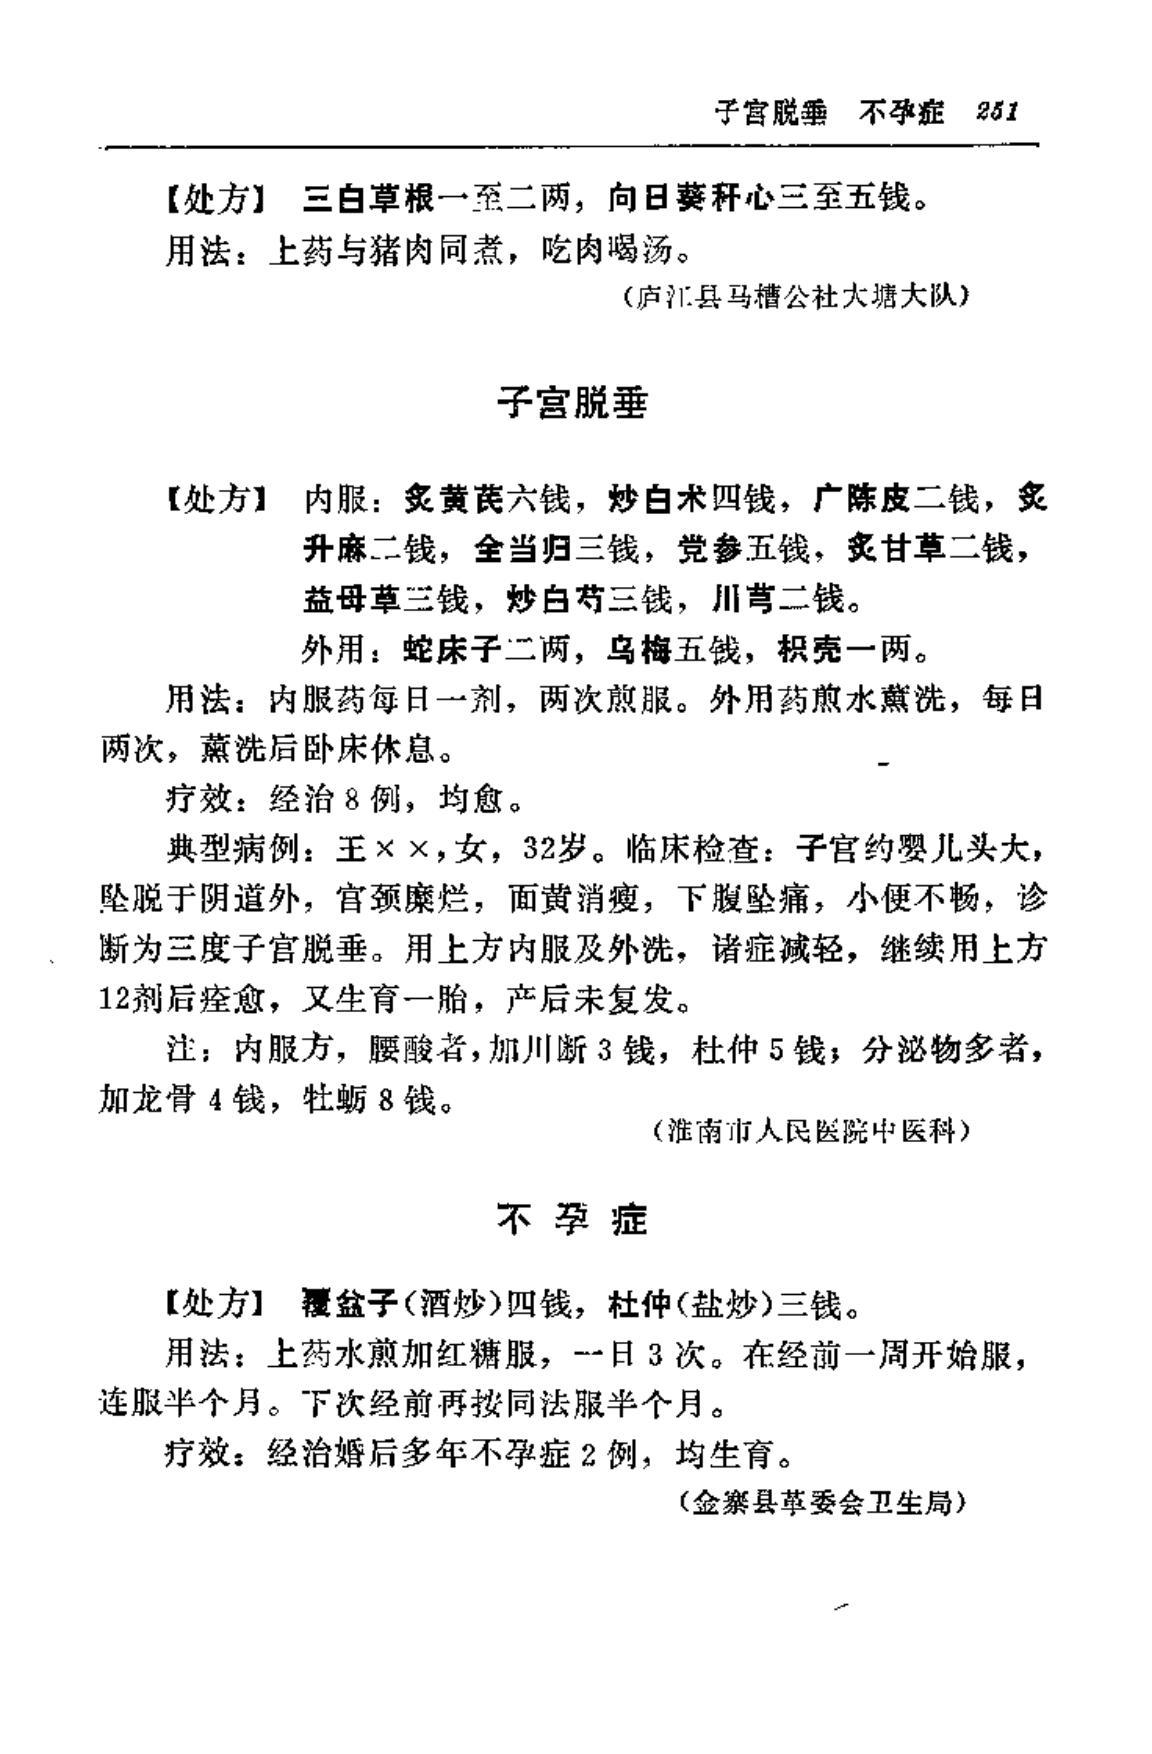 子宫脱垂 不孕症 251
【处方】 三白草根一至二两，向日葵秆心三至五钱。
用法：上药与猪肉同煮，吃肉喝汤。
（庐江县马槽公社大塘大队）
子宫脱垂
【处方】 内服：炙黄芪六钱，炒白术四钱，广陈皮二钱，炙
升麻二钱，全当归三钱，党参五钱，炙甘草二钱，
益母草三钱，炒白芍三钱，川芎二钱。
外用：蛇床子二两，乌梅五钱，枳壳一两。
用法：内服药每日一剂，两次煎服。外用药煎水薰洗，每日
两次，薰洗后卧床休息。
疗效：经治8例，均愈。
典型病例：王××，女，32岁。临床检查：子宫约婴儿头大，
坠脱于阴道外，宫颈糜烂，面黄消瘦，下腹坠痛，小便不畅，诊
断为三度子宫脱垂。用上方内服及外洗，诸症减轻，继续用上方
12剂后痊愈，又生育一胎，产后未复发。
注：内服方，腰酸者，加川断3钱，杜仲5钱；分泌物多者，
加龙骨4钱，牡蛎8钱。
（淮南市人民医院中医科）
不孕症
【处方】 覆盆子（酒炒）四钱，杜仲（盐炒）三钱。
用法：上药水煎加红糖服，一日3次。在经前一周开始服，
连服半个月。下次经前再按同法服半个月。
疗效：经治婚后多年不孕症2例，均生育。
（金寨县革委会卫生局）